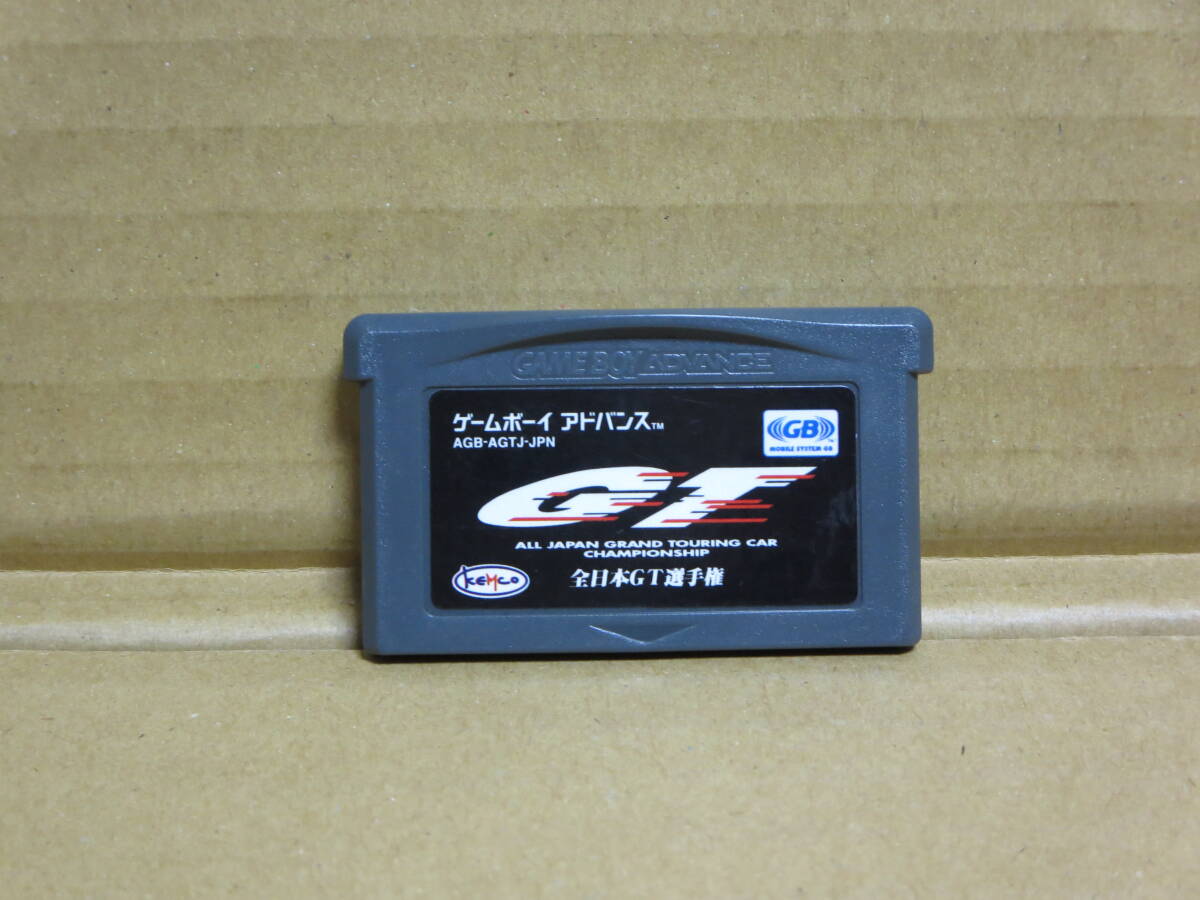 GAME BOY ADVANCE
ゲームボーイ アドバンス™
AGB-AGTJ-JPN
GB™
MOBILE SYSTEM GB
GT
ALL JAPAN GRAND TOURING CAR
CHAMPIONSHIP
KEMCO
全日本GT選手権